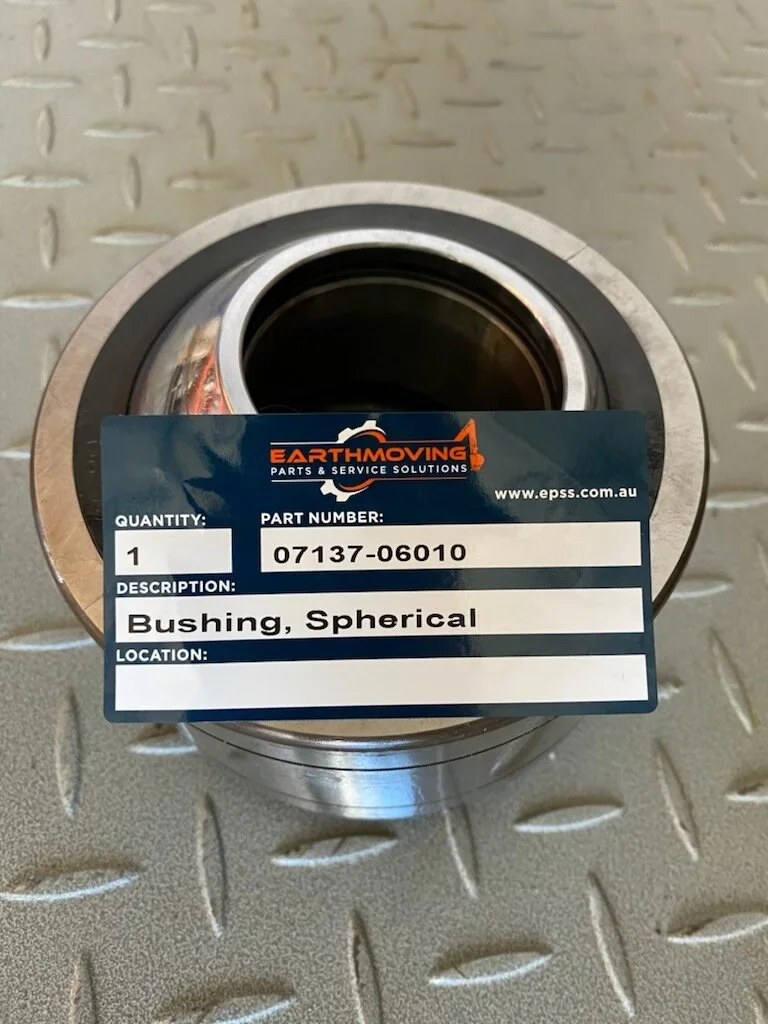 EARTHMOVING
PARTS & SERVICE SOLUTIONS
www.epss.com.au
QUANTITY: PART NUMBER:
1 07137-06010
DESCRIPTION:
Bushing, Spherical
LOCATION: